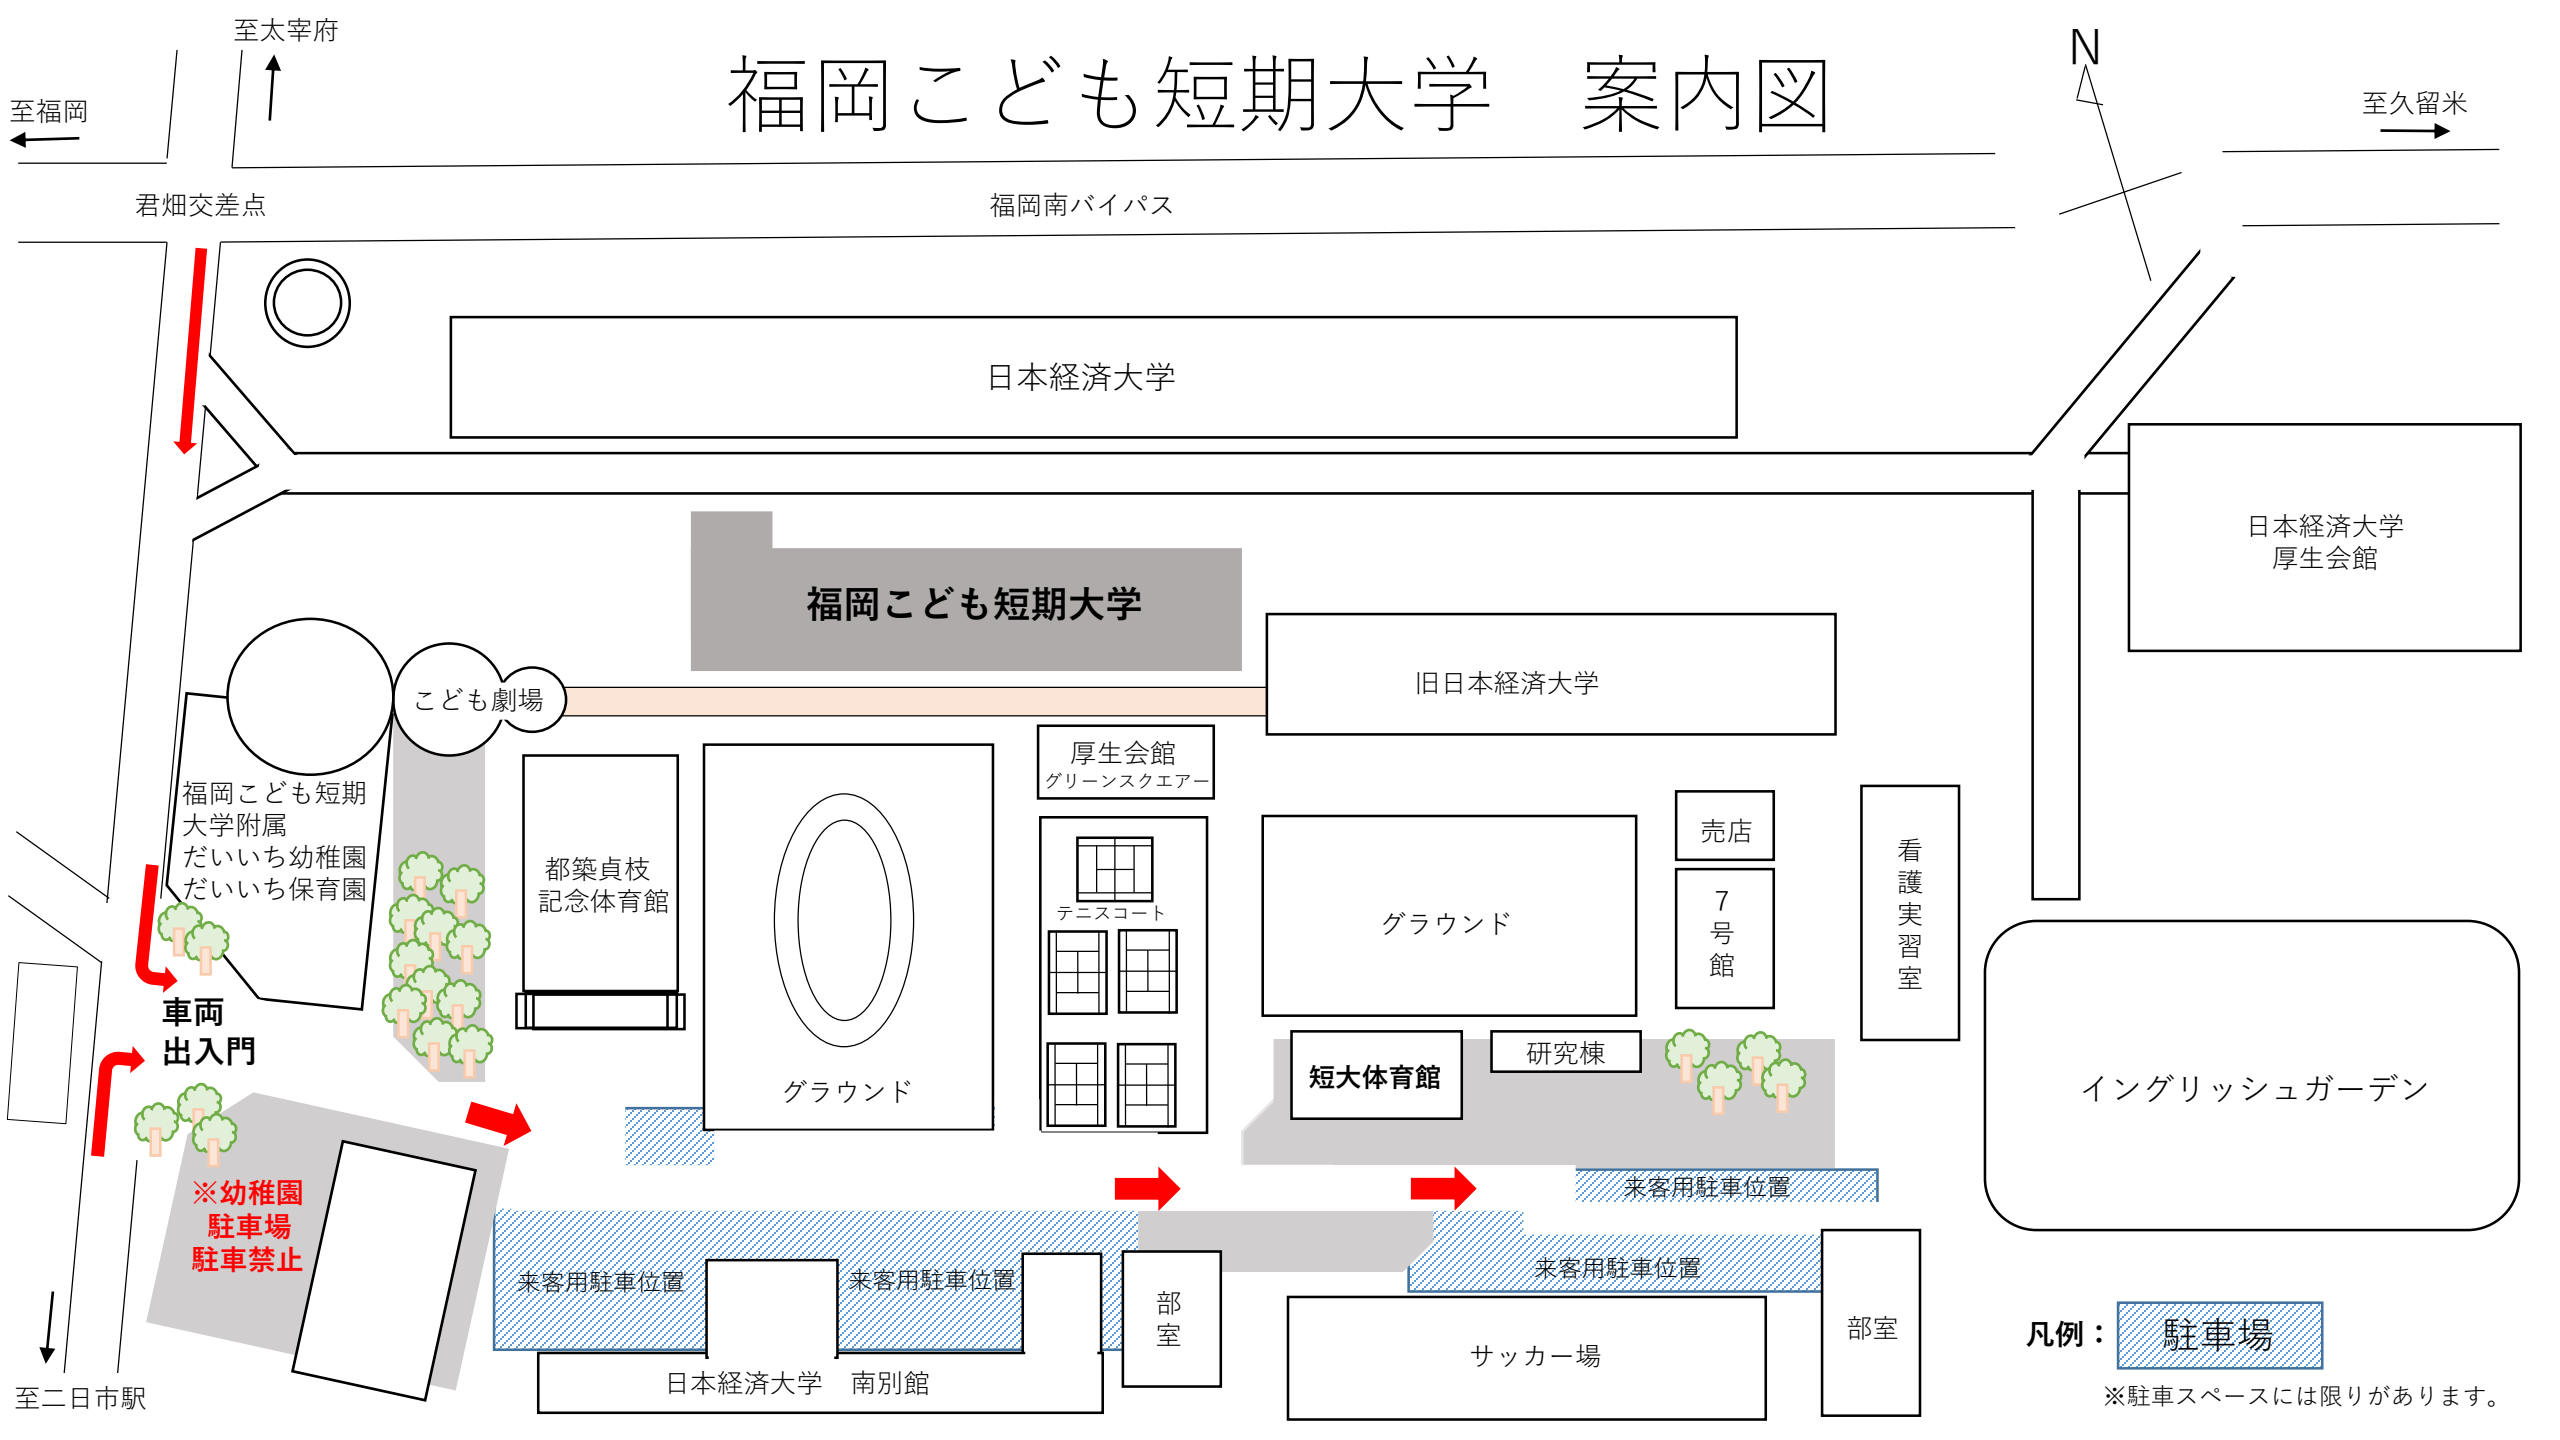 至太宰府
福岡こども短期大学　案内図
N
至福岡
至久留米
君畑交差点
福岡南バイパス
日本経済大学
日本経済大学
厚生会館
福岡こども短期大学
旧日本経済大学
こども劇場
厚生会館
グリーンスクエアー
福岡こども短期
大学附属
だいいち幼稚園
だいいち保育園
都築貞枝
記念体育館
テニスコート
グラウンド
売店
7号館
看護実習室
車両
出入門
グラウンド
短大体育館
研究棟
イングリッシュガーデン
※幼稚園
駐車場
駐車禁止
来客用駐車位置
来客用駐車位置
来客用駐車位置
来客用駐車位置
部室
サッカー場
部室
日本経済大学　南別館
至二日市駅
凡例：
駐車場
※駐車スペースには限りがあります。